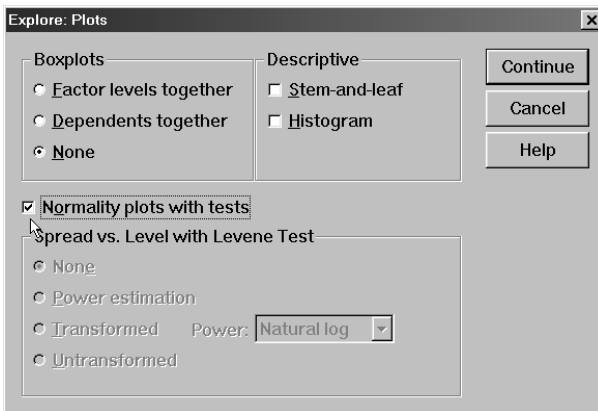 Explore: Plots
Boxplots
Factor levels together
Dependents together
None
Descriptive
Stem-and-leaf
Histogram
Continue
Cancel
Help
Normality plots with tests
Spread vs. Level with Levene Test
None
Power estimation
Transformed Power: Natural log
Untransformed